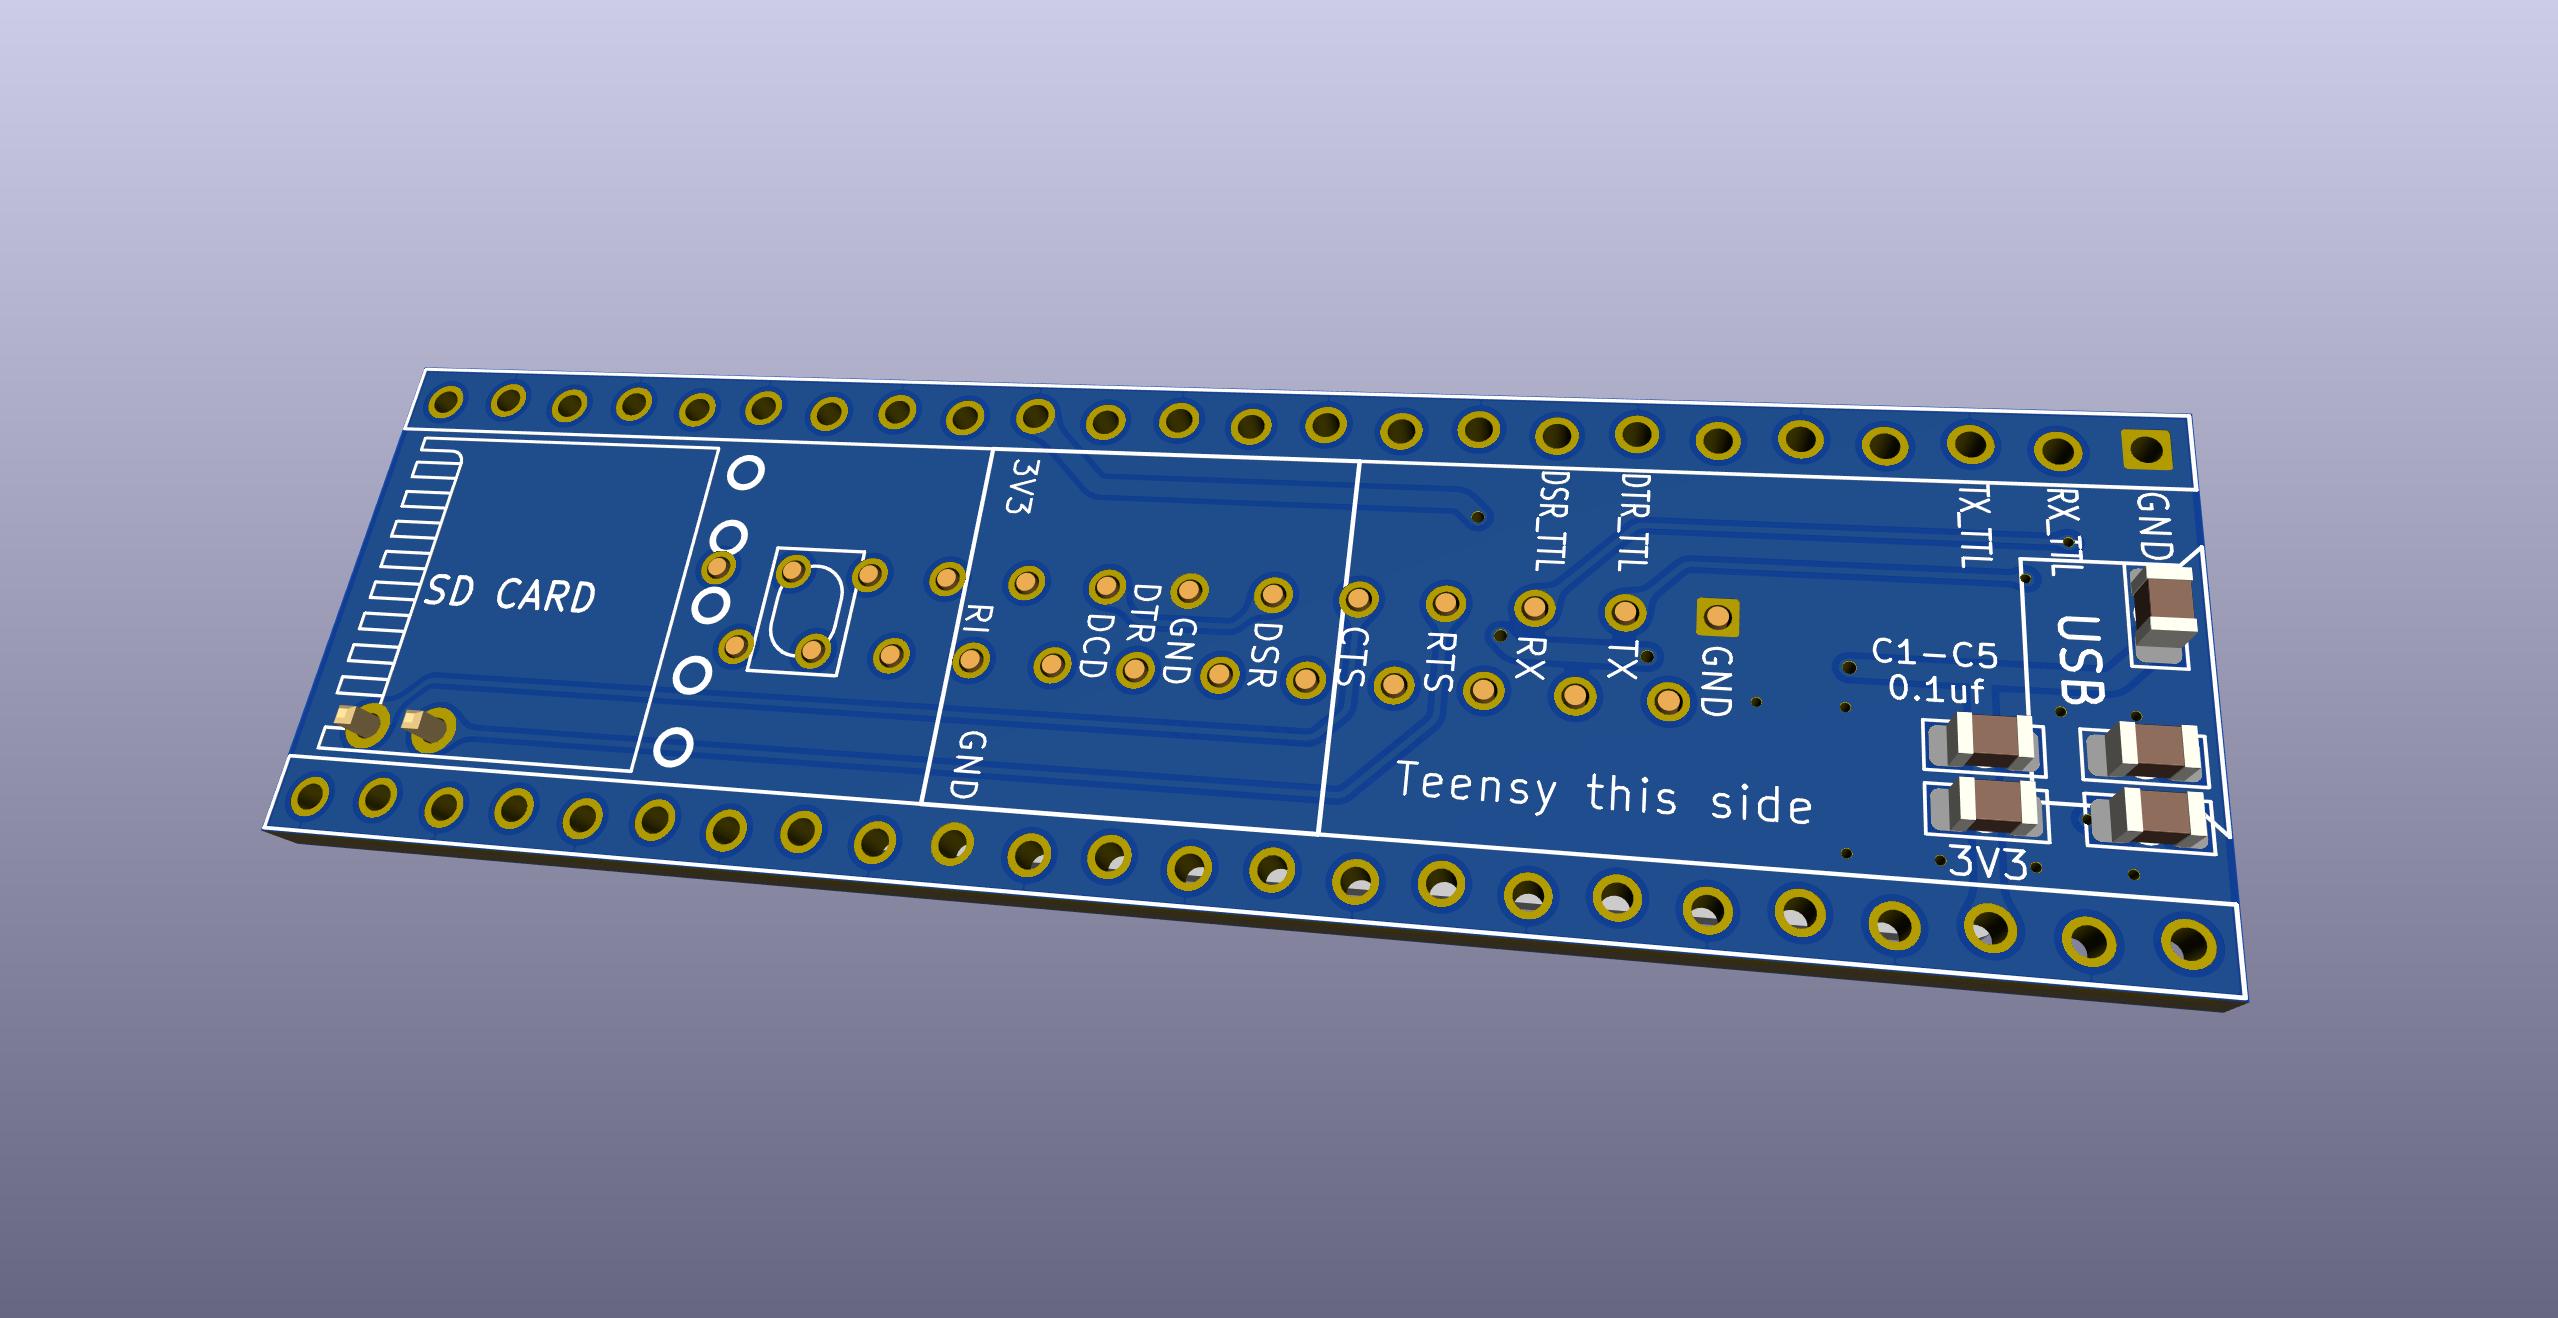 3V3
DSR_TTL
DTR_TTL
TX_TTL
RX_TTL
GND
SD CARD
RI
DCD
DTR
GND
DSR
CTS
RTS
RX
TX
GND
C1-C5
0.1uf
USB
GND
Teensy this side
3V3